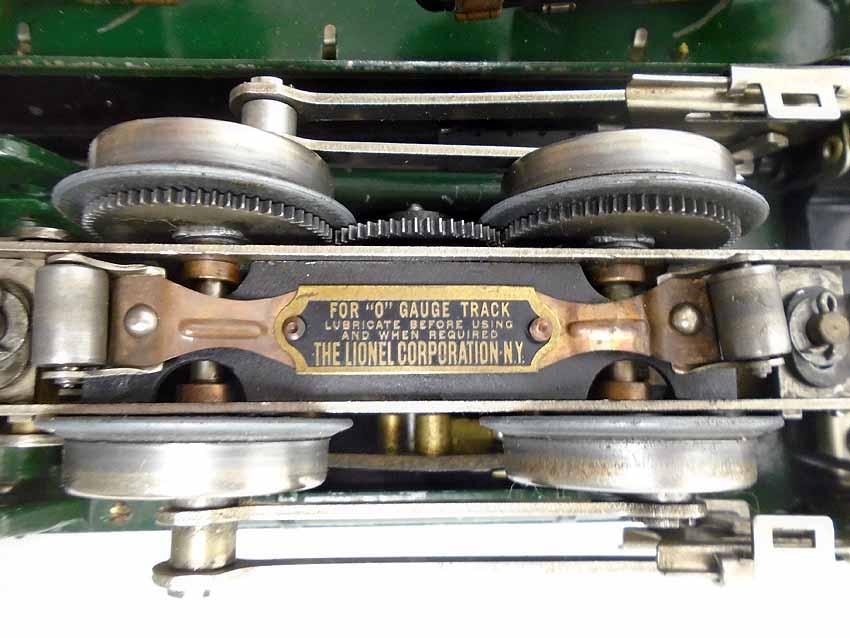 FOR "O" GAUGE TRACK
LUBRICATE BEFORE USING
AND WHEN REQUIRED
THE LIONEL CORPORATION·N.Y.